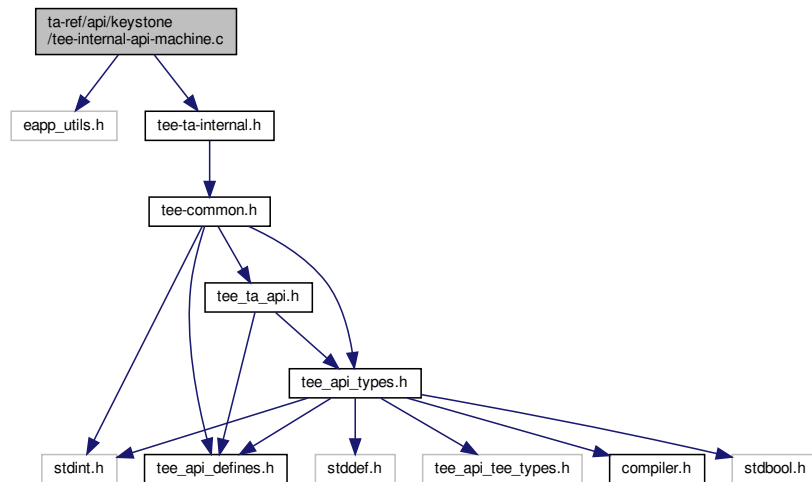 ta-ref/api/keystone
/tee-internal-api-machine.c
eapp_utils.h
tee-ta-internal.h
tee-common.h
tee_ta_api.h
tee_api_types.h
stdint.h
tee_api_defines.h
stddef.h
tee_api_tee_types.h
compiler.h
stdbool.h